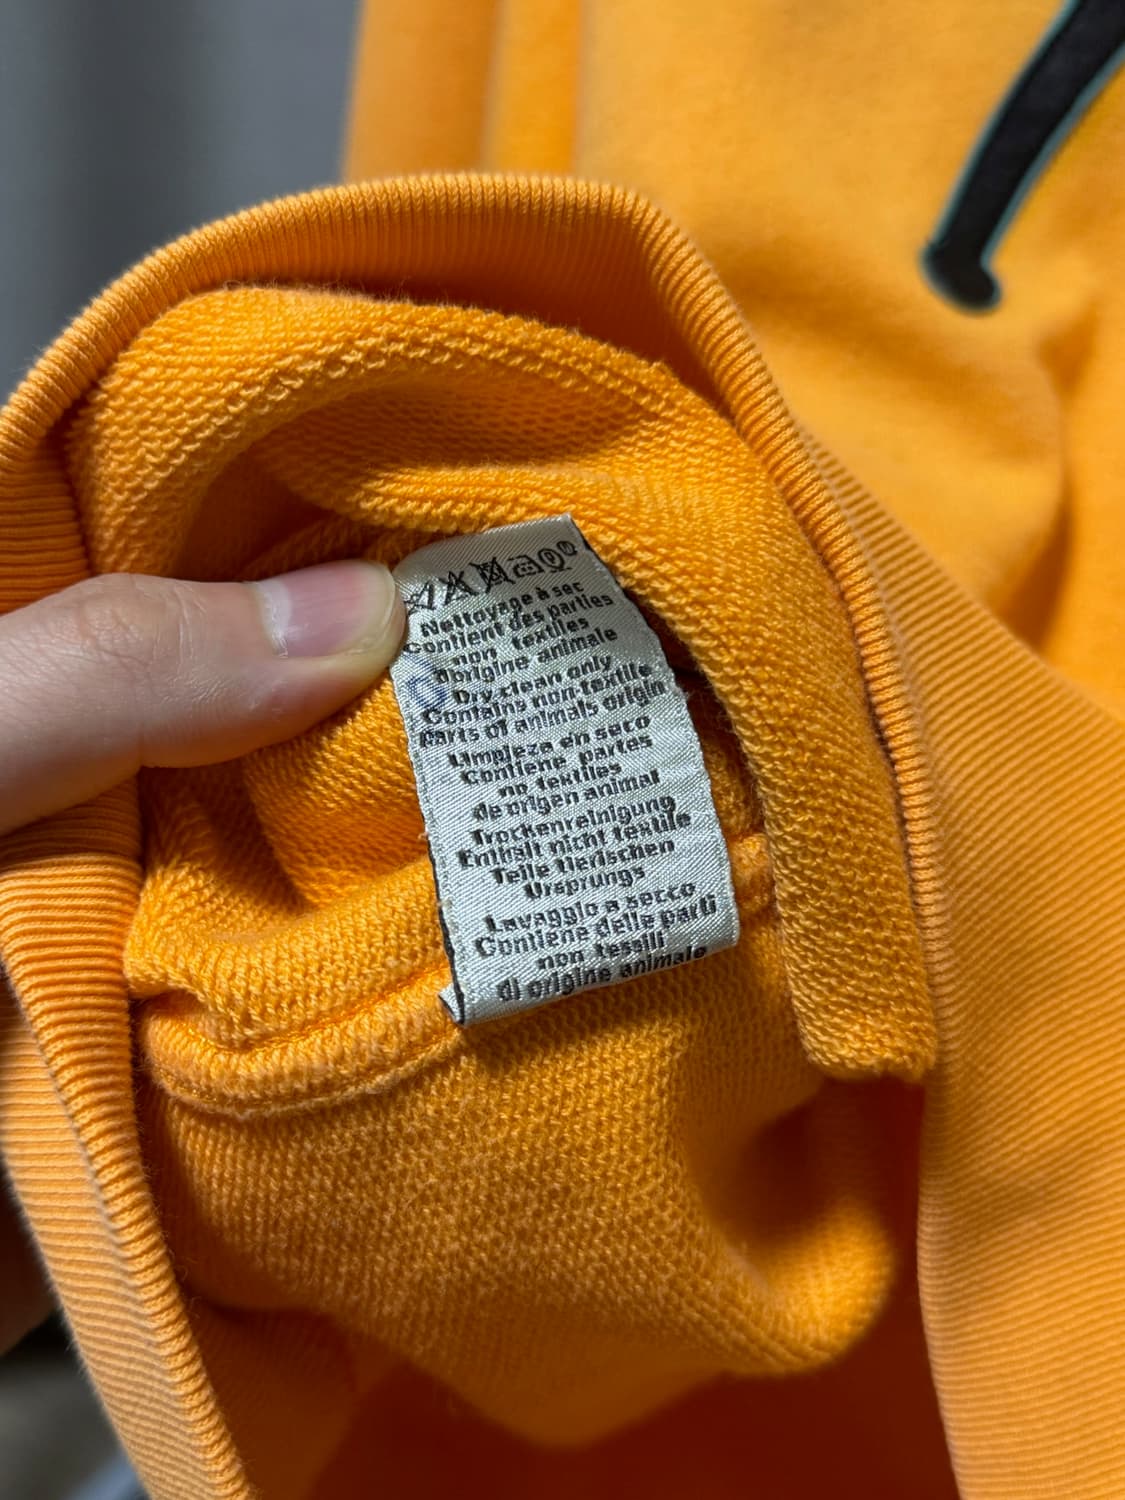 Nettoyage à sec
Contient des parties
non textiles
d'origine animale
Dry clean only
Contains non-textile
parts of animals origin
Limpieza en seco
Contiene partes
no textiles
de origen animal
Trockenreinigung
Enthält nicht textile
Teile tierischen
Ursprungs
Lavaggio a secco
Contiene delle parti
non tessili
di origine animale